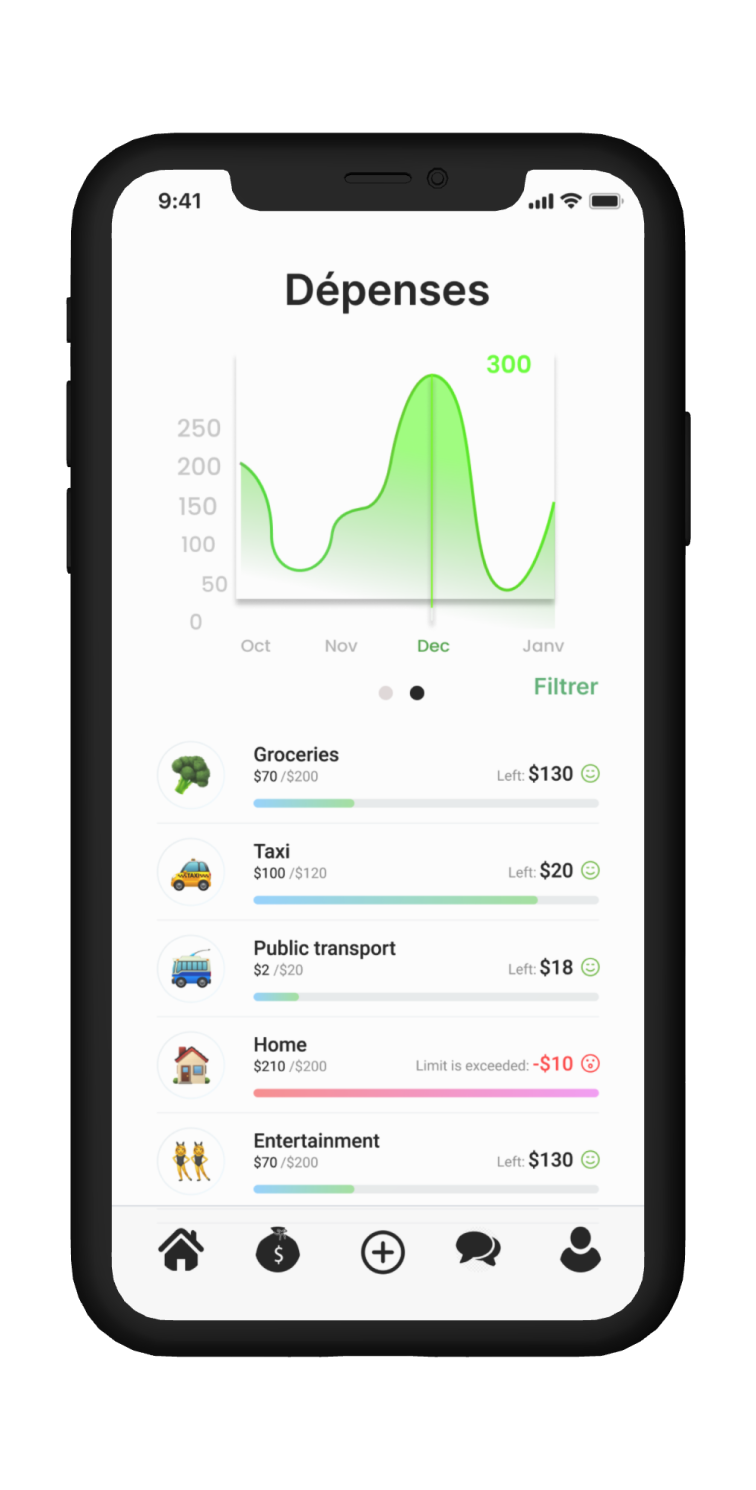 9:41
Dépenses
300
250
200
150
100
50
0
Oct Nov Dec Janv
Filtrer
Groceries
$70 /$200 Left: $130
Taxi
$100 /$120 Left: $20
TAXI
Public transport
$2 /$20 Left: $18
Home
$210 /$200 Limit is exceeded: -$10
Entertainment
$70 /$200 Left: $130
$